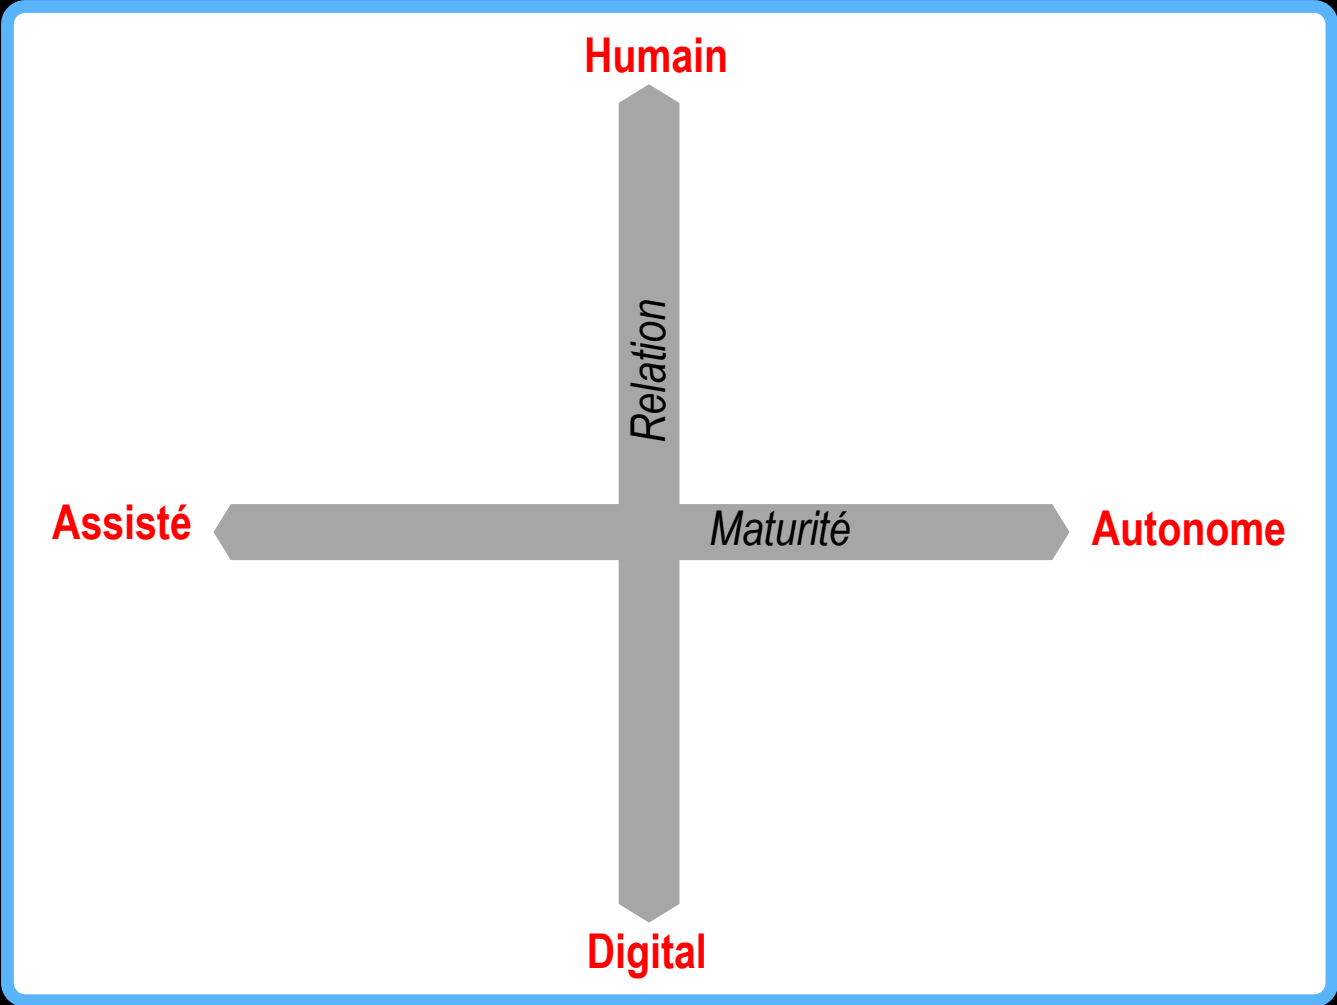 Humain
Relation
Assisté
Maturité
Autonome
Digital